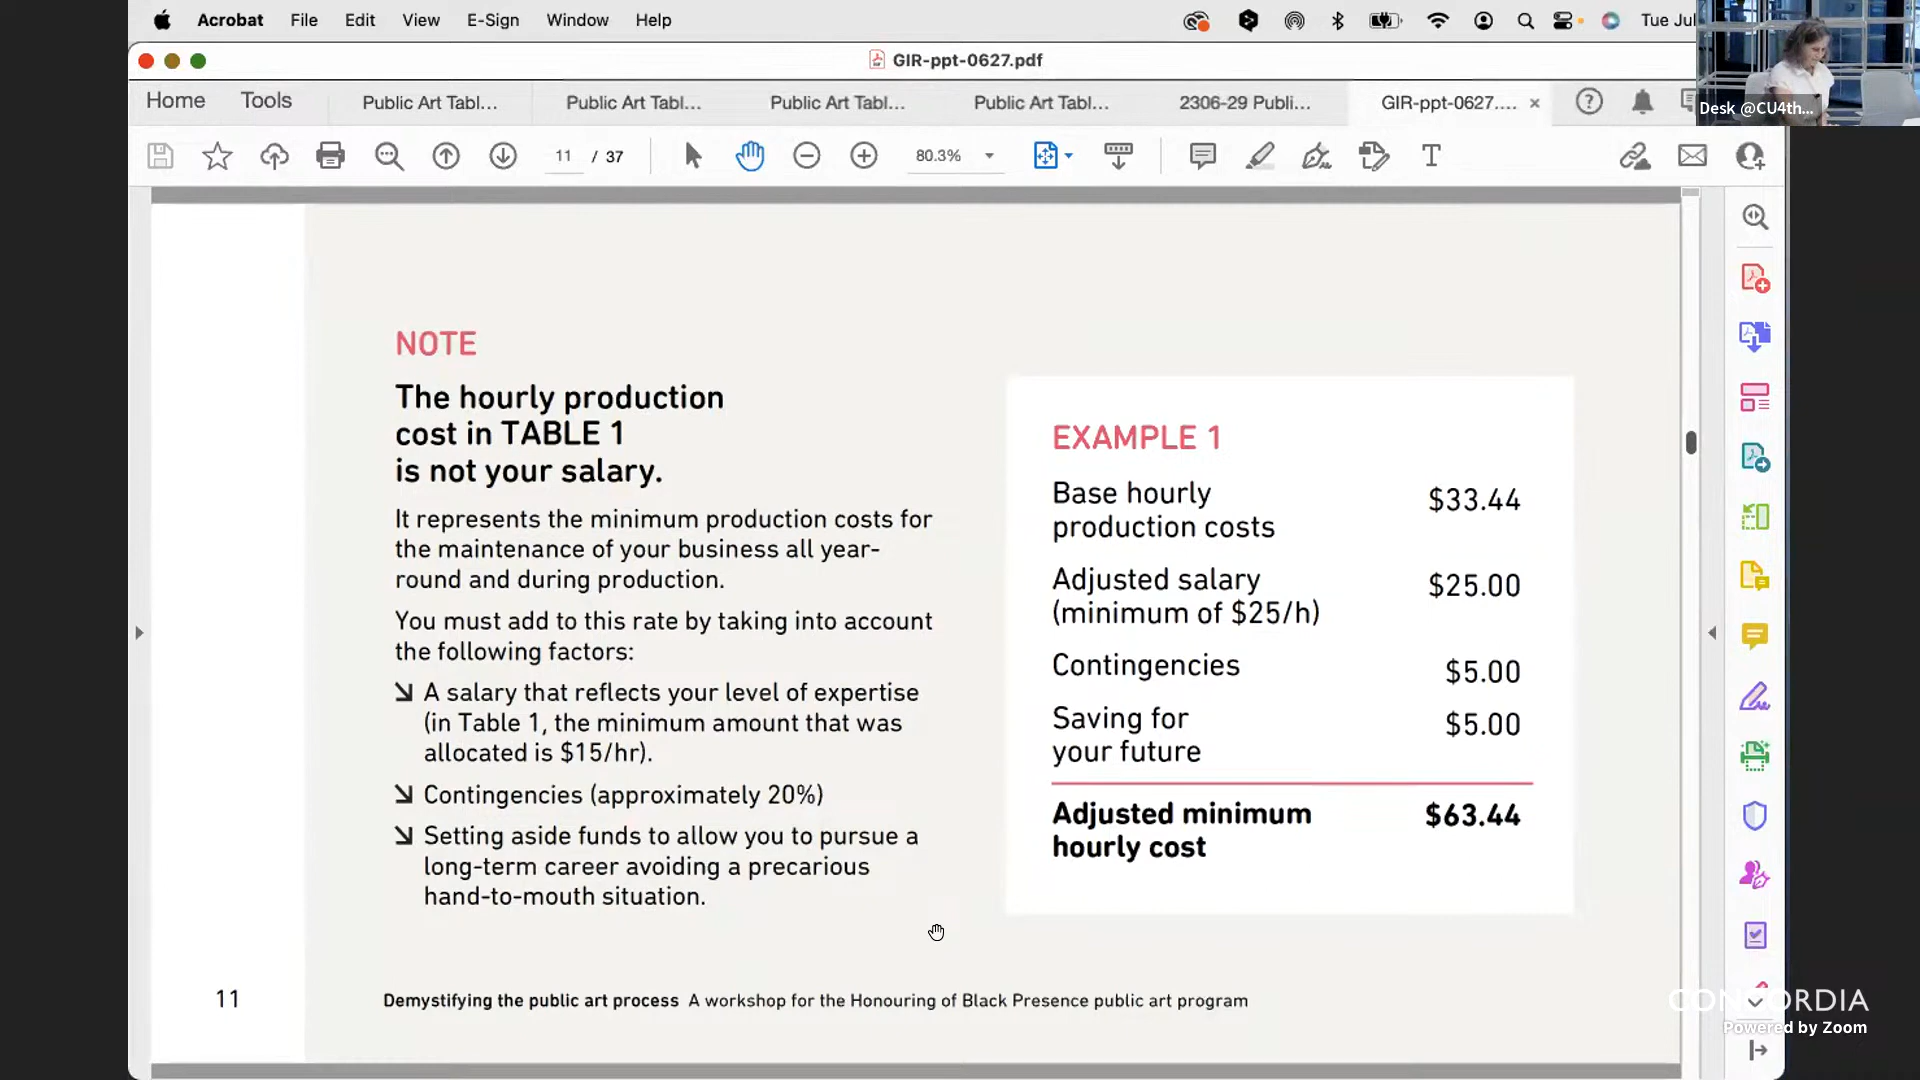 Acrobat File Edit View E-Sign Window Help Tue Jul
GIR-ppt-0627.pdf
Home Tools Public Art Tabl... Public Art Tabl... Public Art Tabl... Public Art Tabl... 2306-29 Publi... GIR-ppt-0627....
Desk @CU4th...
11 / 37 80.3%
NOTE
The hourly production
cost in TABLE 1
is not your salary.
It represents the minimum production costs for
the maintenance of your business all year-
round and during production.
You must add to this rate by taking into account
the following factors:
A salary that reflects your level of expertise
(in Table 1, the minimum amount that was
allocated is $15/hr).
Contingencies (approximately 20%)
Setting aside funds to allow you to pursue a
long-term career avoiding a precarious
hand-to-mouth situation.
EXAMPLE 1
Base hourly
production costs $33.44
Adjusted salary
(minimum of $25/h) $25.00
Contingencies $5.00
Saving for
your future $5.00
Adjusted minimum
hourly cost $63.44
11
Demystifying the public art process A workshop for the Honouring of Black Presence public art program
CONCORDIA
Powered by Zoom